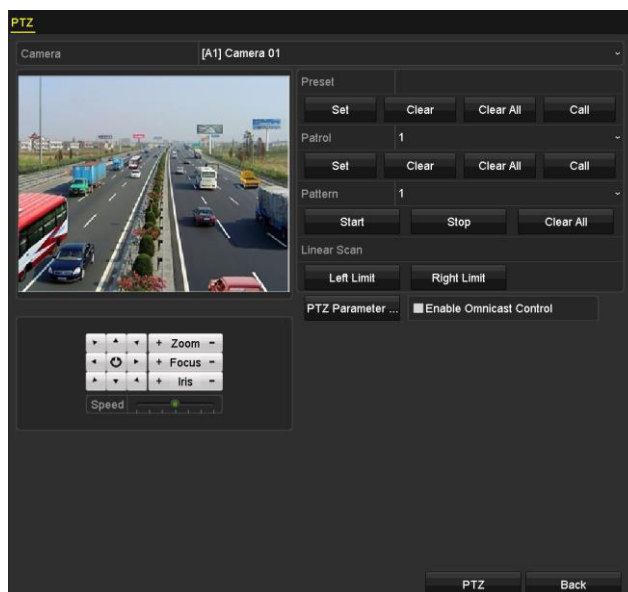 PTZ
Camera [A1] Camera 01
Preset
Set Clear Clear All Call
Patrol 1
Set Clear Clear All Call
Pattern 1
Start Stop Clear All
Linear Scan
Left Limit Right Limit
PTZ Parameter ... Enable Omnicast Control
+ Zoom -
+ Focus -
+ Iris -
Speed
PTZ Back